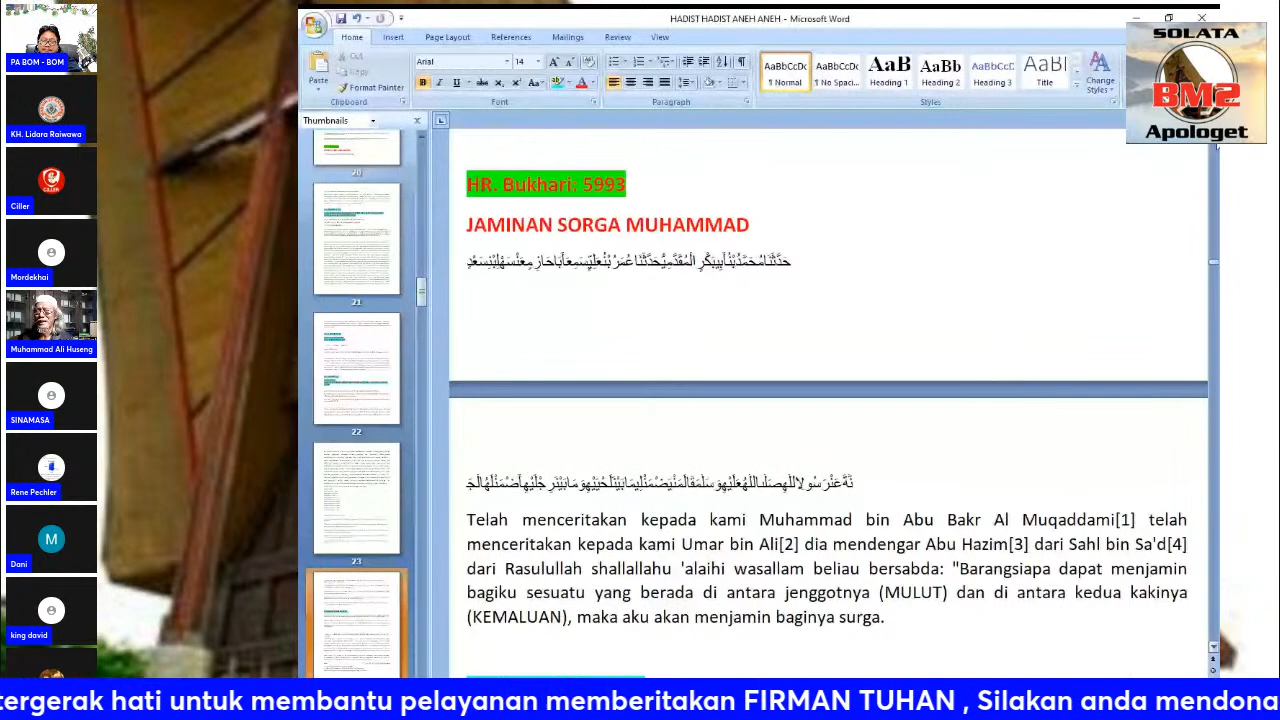 HADIST HADIST ANEH ANEH - Microsoft Word
Home Insert Page Layout References Mailings Review View
Paste
Cut
Copy
Format Painter
Clipboard
Arial
14
Font
Paragraph
AaBbCcDc
¶ Normal
AaBbCcDc
¶ No Spaci...
AaB
Heading 1
AaBb
Heading 2
AaBbCcI
Heading 3
AaBl
Title
Change Styles
Styles
SOLATA
BM2
Apologet
Thumbnails
20
21
22
23
PA BOM - BOM
KH. Lidara Raiwawa
CILLER
Ciller
Mordekhai
Muhammad Ali Huseng
SINAMASA
Rene Pechler
M
Dani
king david
HR. Bukhari. 5993
JAMINAN SORGA MUHAMMAD
Telah menceritakan kepada kami Muhammad bin Abu Bakr Al Muqaddami[1] telah
menceritakan kepada kami Umar bin Ali[2] dia mendengar Abu Hazim[3] dari Sahl bin Sa'd[4]
dari Rasulullah shallallahu 'alaihi wasallam beliau bersabda: "Barangsiapa dapat menjamin
bagiku sesuatu yang berada di antara janggotnya (MULUT) dan di antara kedua kakinya
(KEMALUAN), maka aku akan menjamin baginya surga.
tergerak hati untuk membantu pelayanan memberitakan FIRMAN TUHAN , Silakan anda mendona